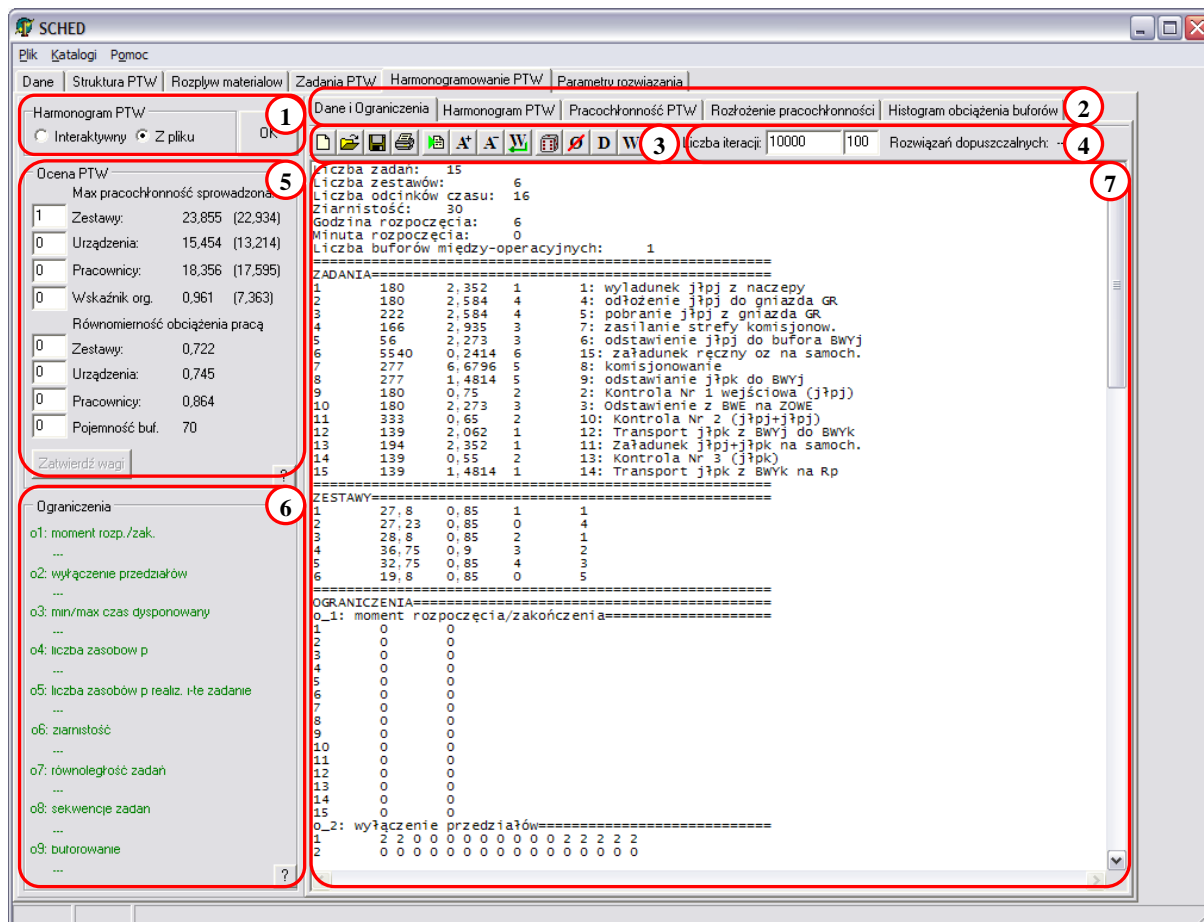 SCHED
Plik Katalogi Pomoc
Dane Struktura PTW Rozpływ materialow Zadania PTW Harmonogramowanie PTW Parametry rozwiązania
Harmonogram PTW
Interaktywny Z pliku OK
1
Dane i Ograniczenia Harmonogram PTW Pracochłonność PTW Rozłożenie pracochłonności Histogram obciążenia buforów
2
A+ A- W D W
3
Liczba iteracji: 10000 100 Rozwiązań dopuszczalnych: --
4
Ocena PTW
5
Max pracochłonność sprowadzona
1 Zestawy: 23,855 (22,934)
0 Urządzenia: 15,454 (13,214)
0 Pracownicy: 18,356 (17,595)
0 Wskaźnik org. 0,961 (7,363)
Równomierność obciążenia pracą
0 Zestawy: 0,722
0 Urządzenia: 0,745
0 Pracownicy: 0,864
0 Pojemność buf. 70
Zatwierdź wagi
?
Ograniczenia
6
o1: moment rozp./zak.
---
o2: wyłączenie przedziałów
---
o3: min/max czas dysponowany
---
o4: liczba zasobow p
---
o5: liczba zasobów p realiz. i-te zadanie
---
o6: ziarnistość
---
o7: równoległość zadań
---
o8: sekwencje zadan
---
o9: buforowanie
---
?
7
Liczba zadań: 15
Liczba zestawów: 6
Liczba odcinków czasu: 16
Ziarnistość: 30
Godzina rozpoczęcia: 6
Minuta rozpoczęcia: 0
Liczba buforów między-operacyjnych: 1
=====================================================
ZADANIA==============================================
1 180 2,352 1 1: wyladunek jłpj z naczepy
2 180 2,584 4 4: odłożenie jłpj do gniazda GR
3 222 2,584 4 5: pobranie jłpj z gniazda GR
4 166 2,935 3 7: zasilanie strefy komisjonow.
5 56 2,273 3 6: odstawienie jłpj do bufora BWYj
6 5540 0,2414 6 15: załadunek ręczny oz na samoch.
7 277 6,6796 5 8: komisjonowanie
8 277 1,4814 5 9: odstawianie jłpk do BWYj
9 180 0,75 2 2: Kontrola Nr 1 wejściowa (jłpj)
10 180 2,273 3 3: Odstawienie z BWE na ZOWE
11 333 0,65 2 10: Kontrola Nr 2 (jłpj+jłpj)
12 139 2,062 1 12: Transport jłpk z BWYj do BWYk
13 194 2,352 1 11: Załadunek jłpj+jłpk na samoch.
14 139 0,55 2 13: Kontrola Nr 3 (jłpk)
15 139 1,4814 1 14: Transport jłpk z BWYk na Rp
=====================================================
ZESTAWY==============================================
1 27,8 0,85 1 1
2 27,23 0,85 0 4
3 28,8 0,85 2 1
4 36,75 0,9 3 2
5 32,75 0,85 4 3
6 19,8 0,85 0 5
=====================================================
OGRANICZENIA=========================================
o_1: moment rozpoczęcia/zakończenia==================
1 0 0
2 0 0
3 0 0
4 0 0
5 0 0
6 0 0
7 0 0
8 0 0
9 0 0
10 0 0
11 0 0
12 0 0
13 0 0
14 0 0
15 0 0
o_2: wyłączenie przedziałów==========================
1 2 2 0 0 0 0 0 0 0 0 0 2 2 2 2 2
2 0 0 0 0 0 0 0 0 0 0 0 0 0 0 0 0